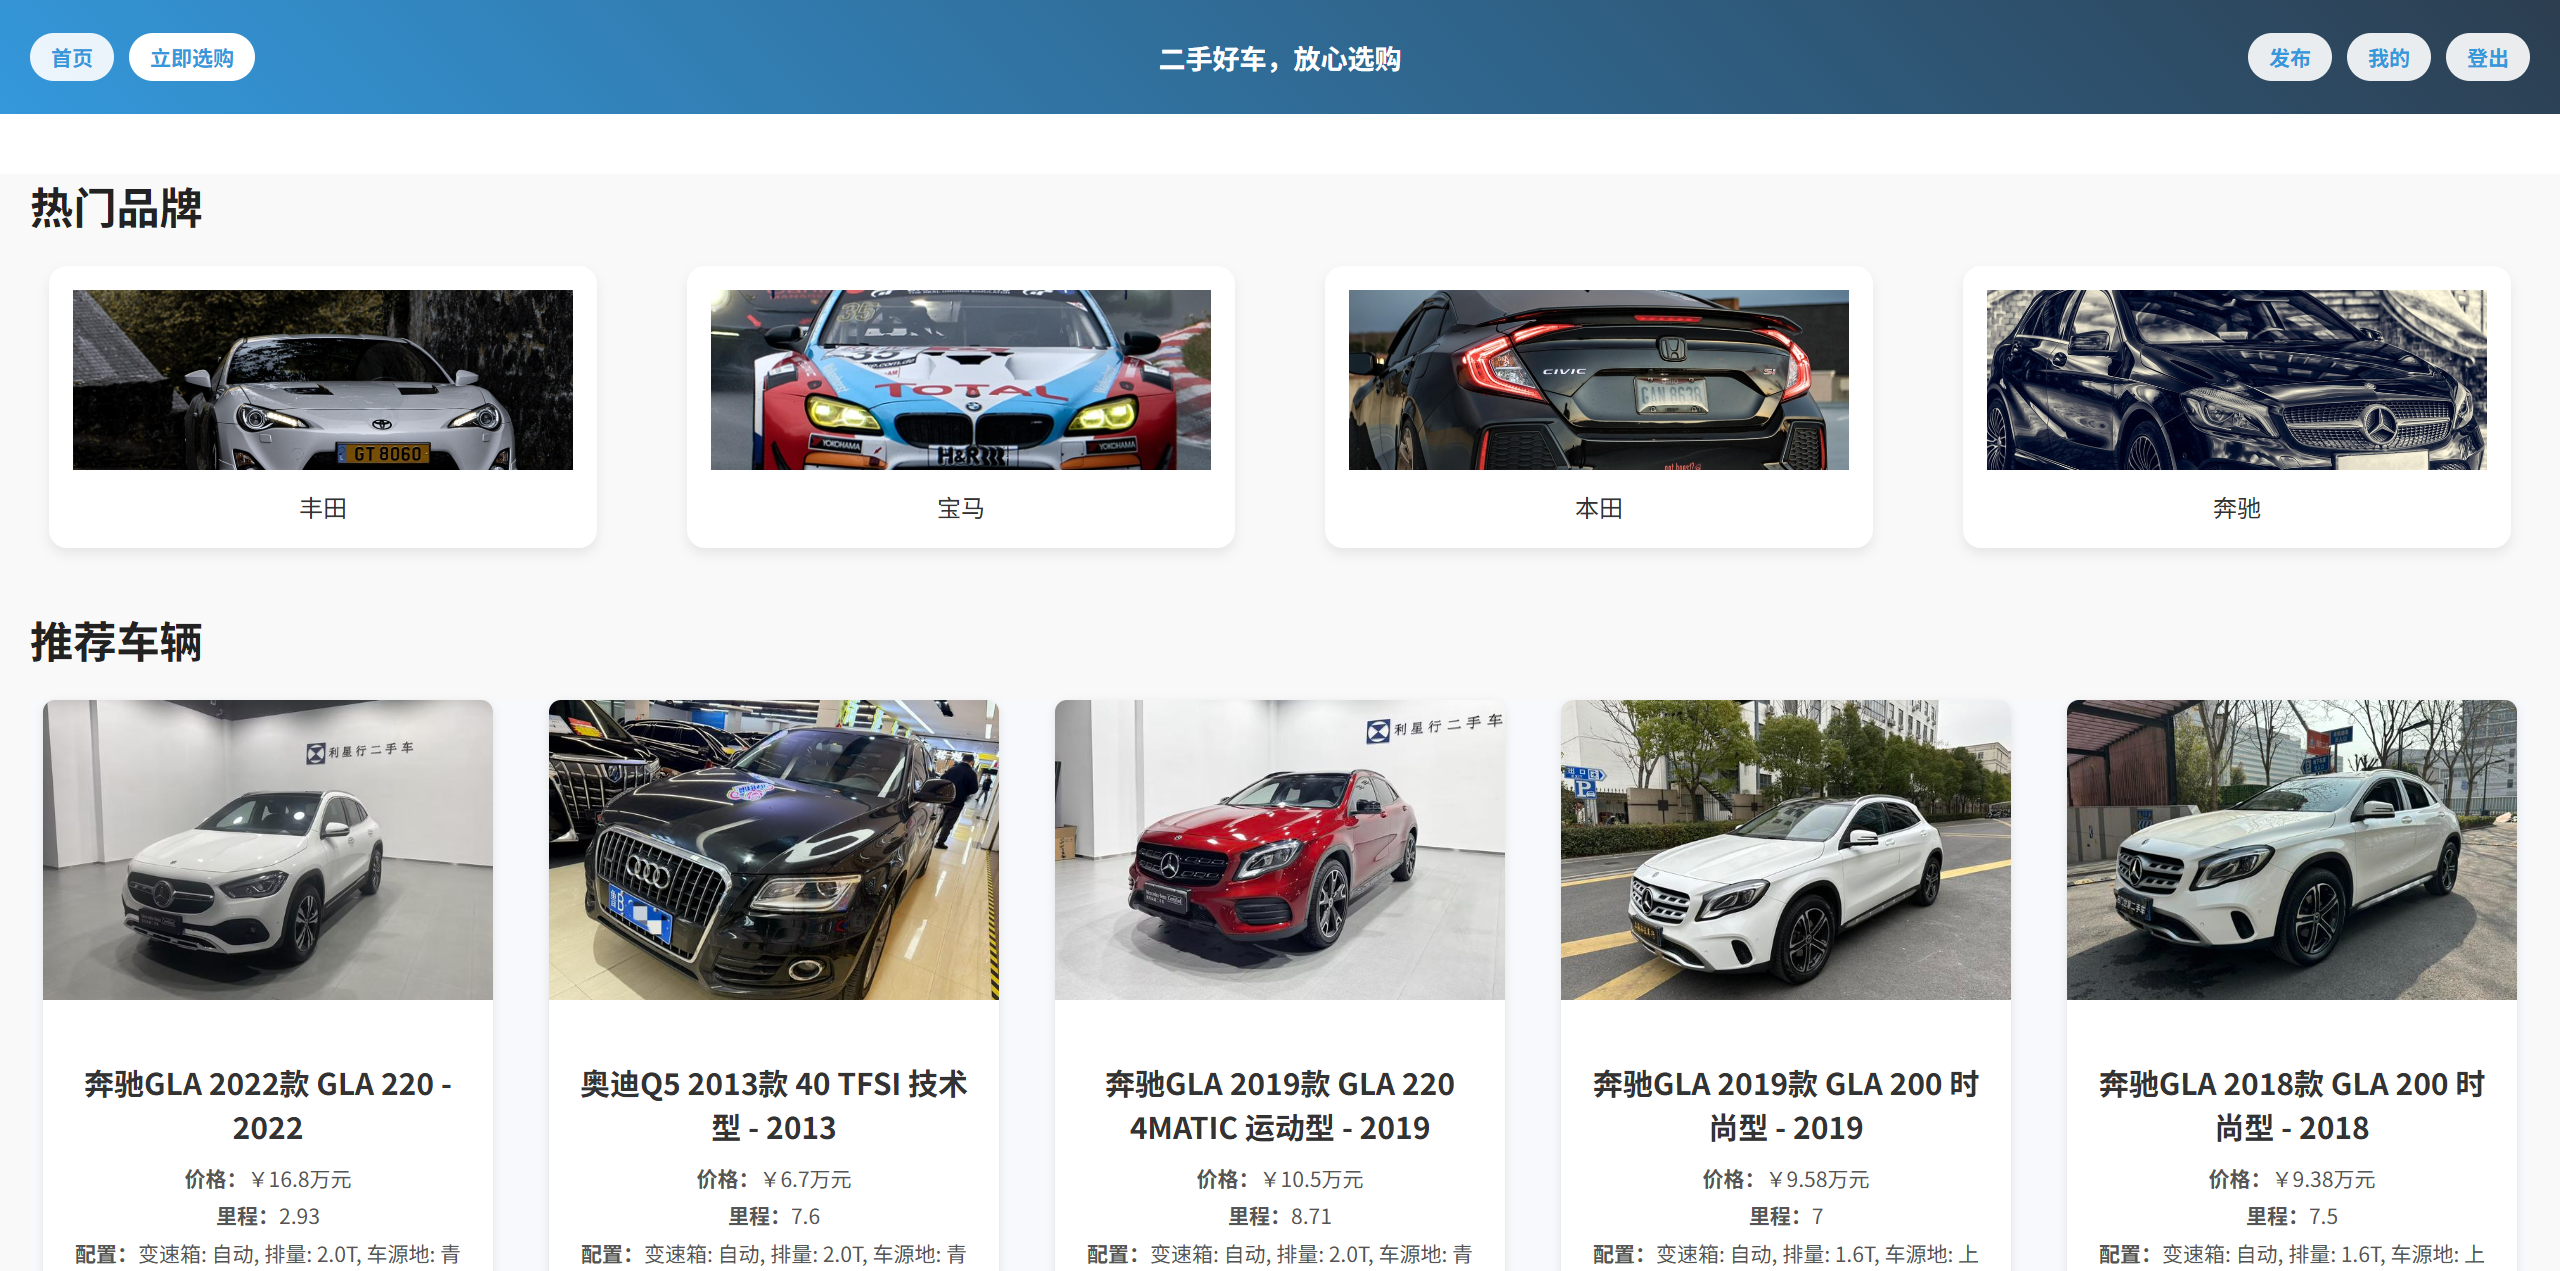 首页
立即选购
二手好车，放心选购
发布
我的
登出
热门品牌
GT 8060
35
TOTAL
YOKOHAMA
H&R
YOKOHAMA
CIVIC
SI
GAN 8638
丰田
宝马
本田
奔驰
推荐车辆
利星行二手车
利星行二手车
出口
P
奔驰GLA 2022款 GLA 220 -
2022
价格：￥16.8万元
里程：2.93
配置：变速箱: 自动, 排量: 2.0T, 车源地: 青
奥迪Q5 2013款 40 TFSI 技术
型 - 2013
价格：￥6.7万元
里程：7.6
配置：变速箱: 自动, 排量: 2.0T, 车源地: 青
奔驰GLA 2019款 GLA 220
4MATIC 运动型 - 2019
价格：￥10.5万元
里程：8.71
配置：变速箱: 自动, 排量: 2.0T, 车源地: 青
奔驰GLA 2019款 GLA 200 时
尚型 - 2019
价格：￥9.58万元
里程：7
配置：变速箱: 自动, 排量: 1.6T, 车源地: 上
奔驰GLA 2018款 GLA 200 时
尚型 - 2018
价格：￥9.38万元
里程：7.5
配置：变速箱: 自动, 排量: 1.6T, 车源地: 上